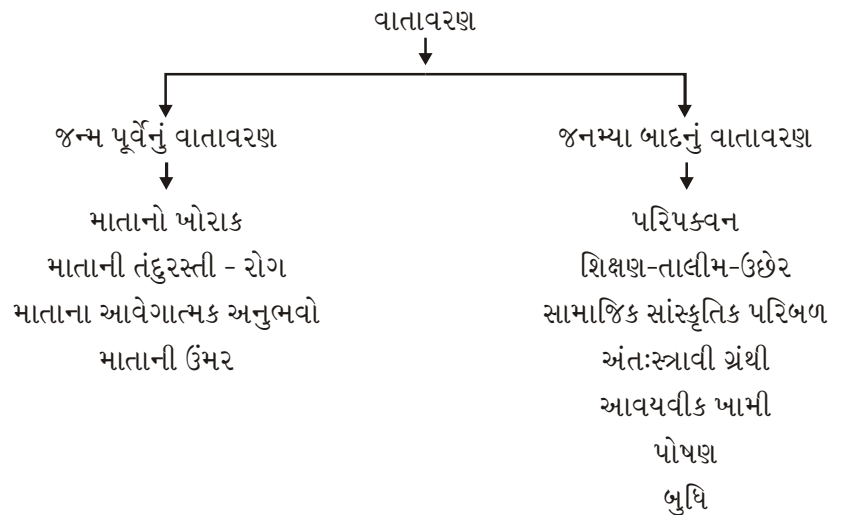 વાતાવરણ
જન્મ પૂર્વેનું વાતાવરણ
માતાનો ખોરાક
માતાની તંદુરસ્તી - રોગ
માતાના આવેગાત્મક અનુભવો
માતાની ઉંમર
જનમ્યા બાદનું વાતાવરણ
પરિપક્વન
શિક્ષણ-તાલીમ-ઉછેર
સામાજિક સાંસ્કૃતિક પરિબળ
અંતઃસ્ત્રાવી ગ્રંથી
આવયવીક ખામી
પોષણ
બુધિ